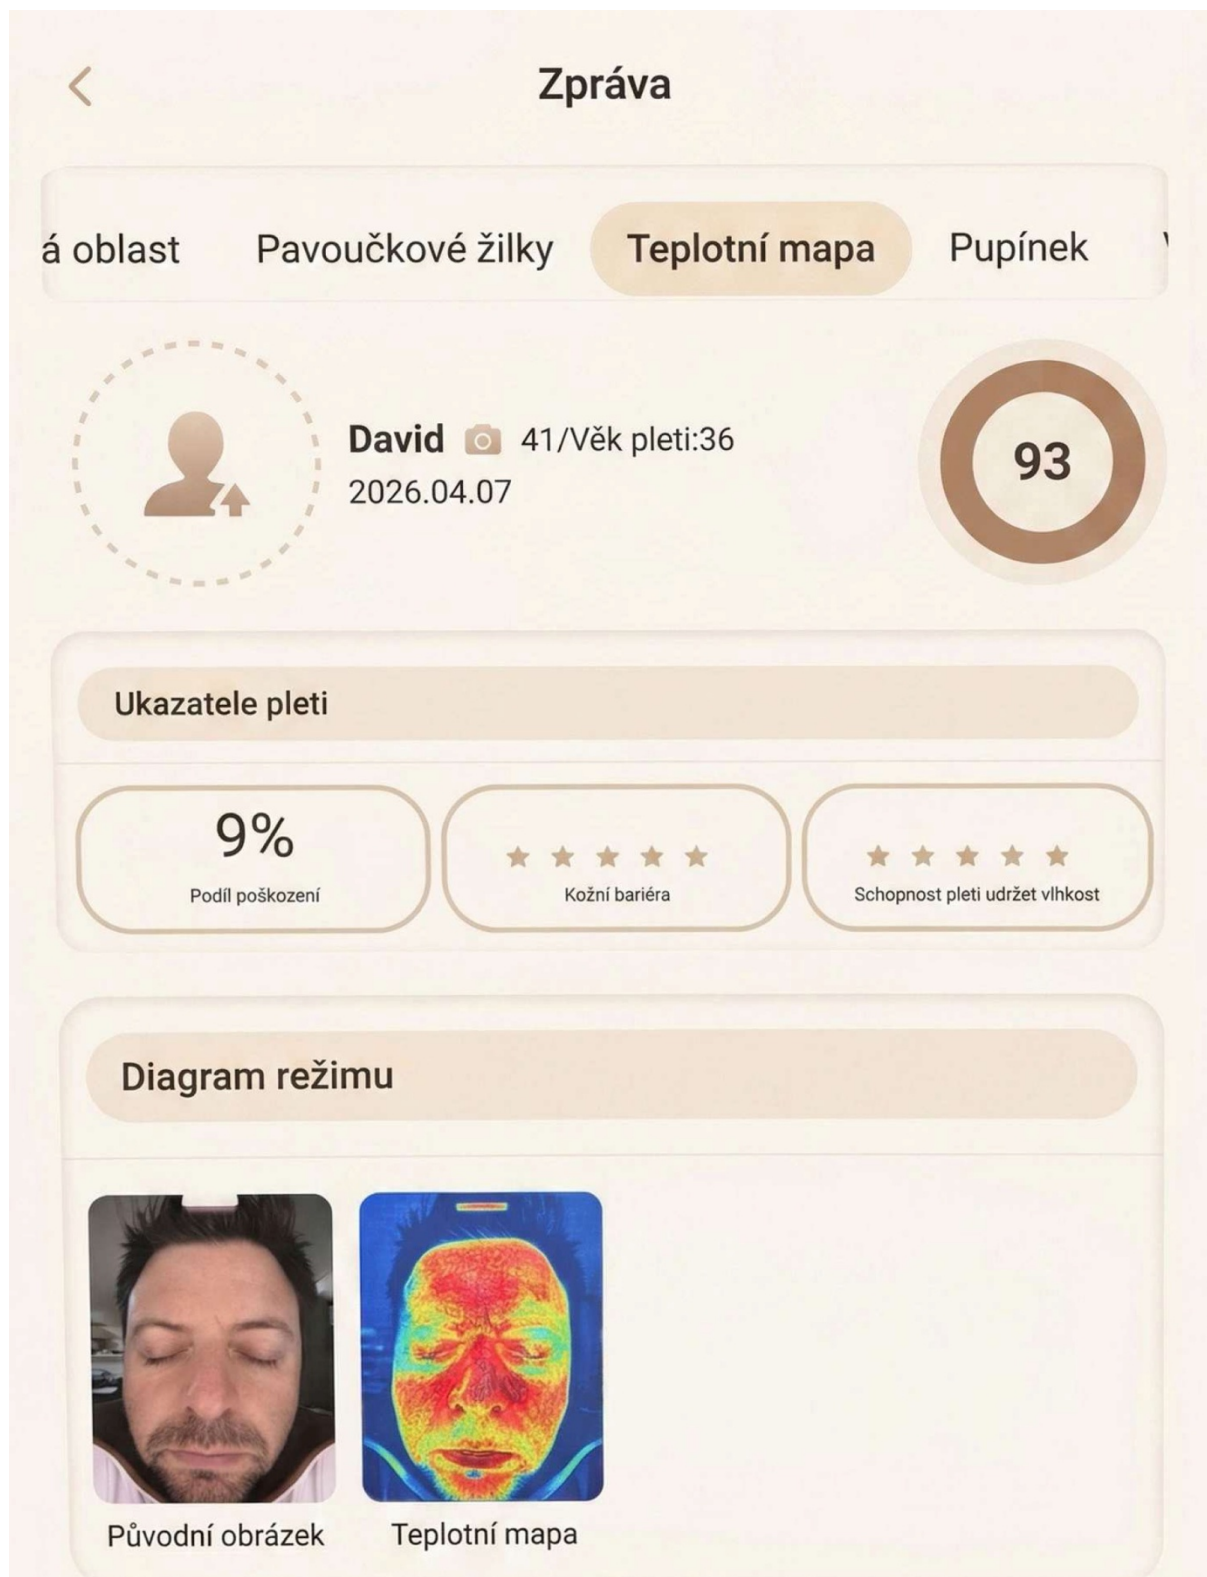 Zpráva
á oblast Pavoučkové žilky Teplotní mapa Pupínek
David 41/Věk pleti:36
2026.04.07
93
Ukazatele pleti
9%
Podíl poškození
Kožní bariéra
Schopnost pleti udržet vlhkost
Diagram režimu
Původní obrázek
Teplotní mapa